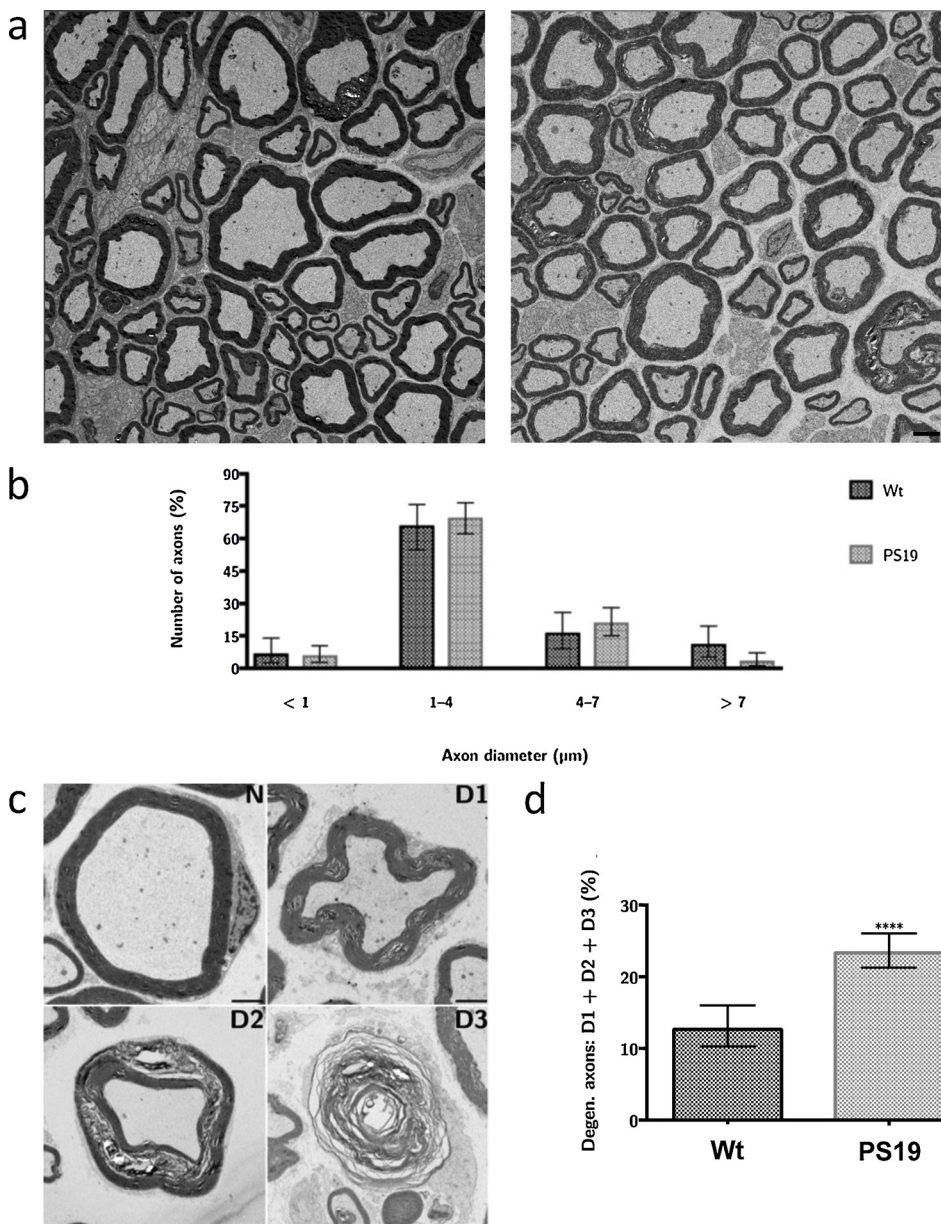 a
b
90
75
60
45
30
15
0
Number of axons (%)
< 1
1–4
4–7
> 7
Axon diameter (µm)
Wt
PS19
c
N
D1
D2
D3
d
Degen. axons: D1 + D2 + D3 (%)
30
20
10
0
****
Wt
PS19